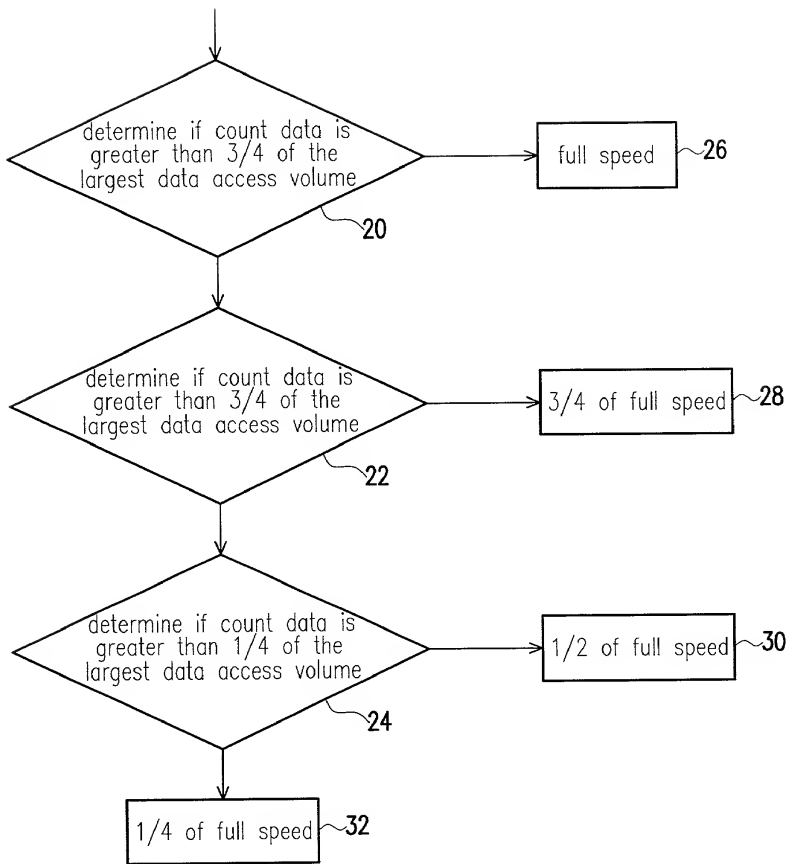 determine if count data is
greater than 3/4 of the
largest data access volume
20
full speed
26
determine if count data is
greater than 3/4 of the
largest data access volume
22
3/4 of full speed
28
determine if count data is
greater than 1/4 of the
largest data access volume
24
1/2 of full speed
30
1/4 of full speed
32